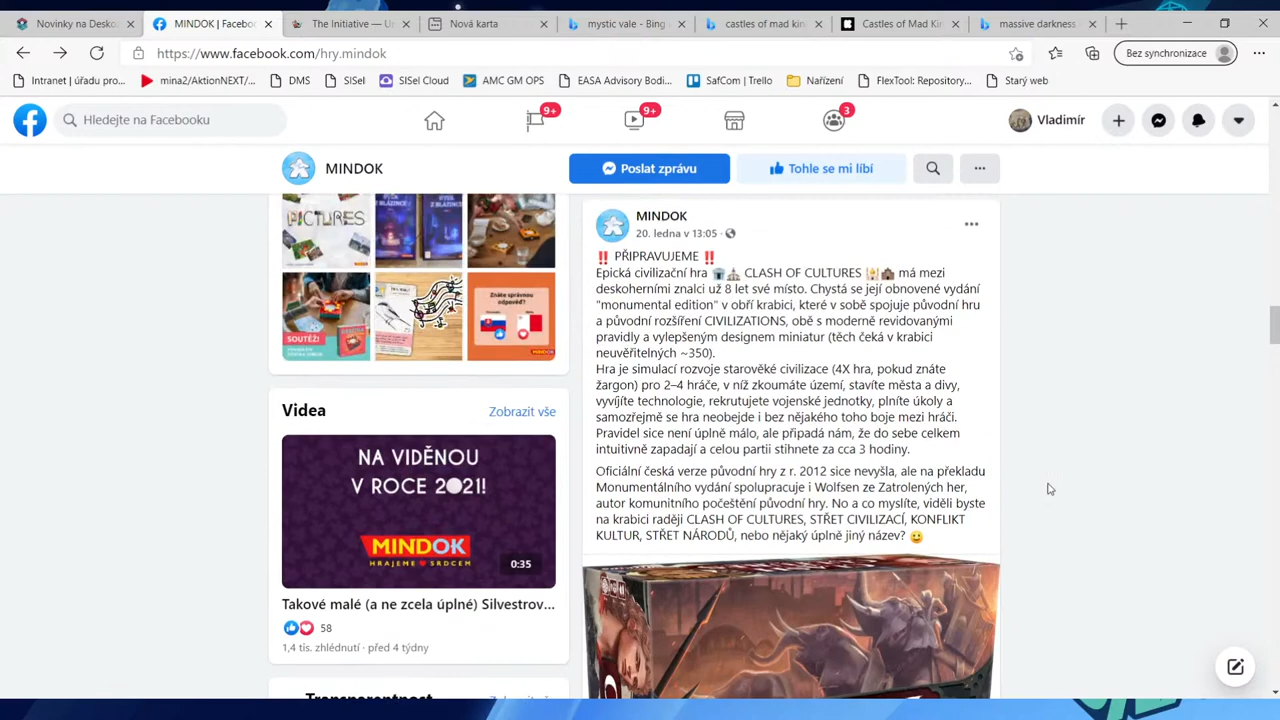 Novinky na Desko
MINDOK | Faceboo
The Initiative — U
Nová karta
mystic vale - Bing
castles of mad kin
Castles of Mad Kin
massive darkness
https://www.facebook.com/hry.mindok
Bez synchronizace
Intranet (úřadu pro...
mina2/AktionNEXT/...
DMS
SISel
SISel Cloud
AMC GM OPS
EASA Advisory Bodi...
SafCom | Trello
Nařízení
FlexTool: Repository...
Starý web
Hledejte na Facebooku
9+
9+
3
Vladimír
MINDOK
Poslat zprávu
Tohle se mi líbí
PICTURES
SOUTĚŽ!
Znáte správnou
odpověď?
Videa
Zobrazit vše
NA VIDĚNOU
V ROCE 2021!
MINDOK
HRAJEME SRDCEM
0:35
Takové malé (a ne zcela úplné) Silvestrov...
58
1,4 tis. zhlédnutí · před 4 týdny
Transparentnost
MINDOK
20. ledna v 13:05 ·
‼ PŘIPRAVUJEME ‼
Epická civilizační hra CLASH OF CULTURES má mezi
deskoherními znalci už 8 let své místo. Chystá se její obnovené vydání
"monumental edition" v obří krabici, které v sobě spojuje původní hru
a původní rozšíření CIVILIZATIONS, obě s moderně revidovanými
pravidly a vylepšeným designem miniatur (těch čeká v krabici
neuvěřitelných ~350).
Hra je simulací rozvoje starověké civilizace (4X hra, pokud znáte
žargon) pro 2–4 hráče, v níž zkoumáte území, stavíte města a divy,
vyvíjíte technologie, rekrutujete vojenské jednotky, plníte úkoly a
samozřejmě se hra neobejde i bez nějakého toho boje mezi hráči.
Pravidel sice není úplně málo, ale připadá nám, že do sebe celkem
intuitivně zapadají a celou partii stihnete za cca 3 hodiny.
Oficiální česká verze původní hry z r. 2012 sice nevyšla, ale na překladu
Monumentálního vydání spolupracuje i Wolfsen ze Zatrolených her,
autor komunitního počeštění původní hry. No a co myslíte, viděli byste
na krabici raději CLASH OF CULTURES, STŘET CIVILIZACÍ, KONFLIKT
KULTUR, STŘET NÁRODŮ, nebo nějaký úplně jiný název? 😀